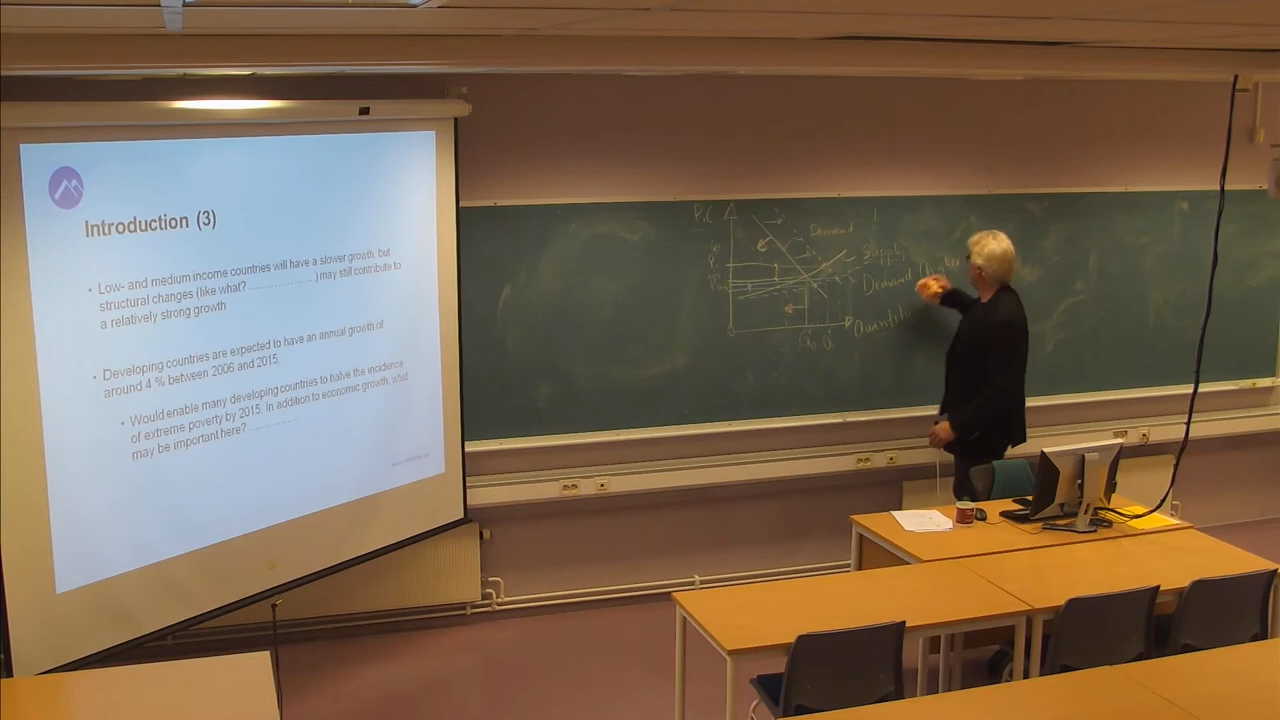 Introduction (3)
• Low- and medium income countries will have a slower growth, but
structural changes (like what? ........................ ) may still contribute to
a relatively strong growth
• Developing countries are expected to have an annual growth of
around 4 % between 2006 and 2015.
• Would enable many developing countries to halve the incidence
of extreme poverty by 2015. In addition to economic growth, what
may be important here? ................
P,C
Demand
Supply
Demand
Quantit
Q₀ Q₁